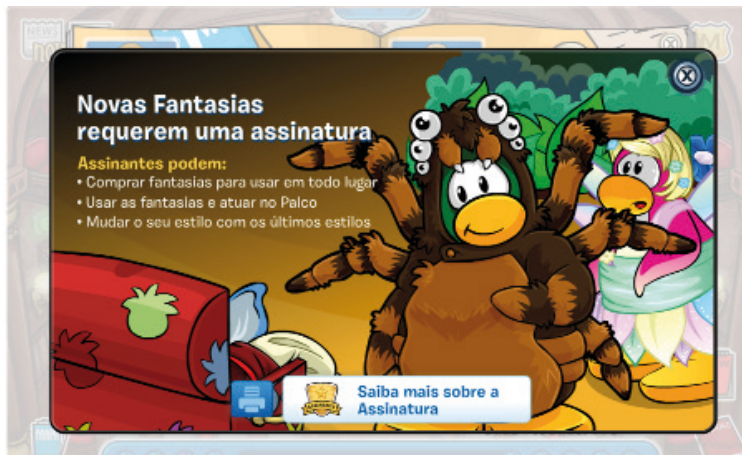 NEWS
Novas Fantasias
requerem uma assinatura
Assinantes podem:
• Comprar fantasias para usar em todo lugar
• Usar as fantasias e atuar no Palco
• Mudar o seu estilo com os últimos estilos
Saiba mais sobre a
Assinatura